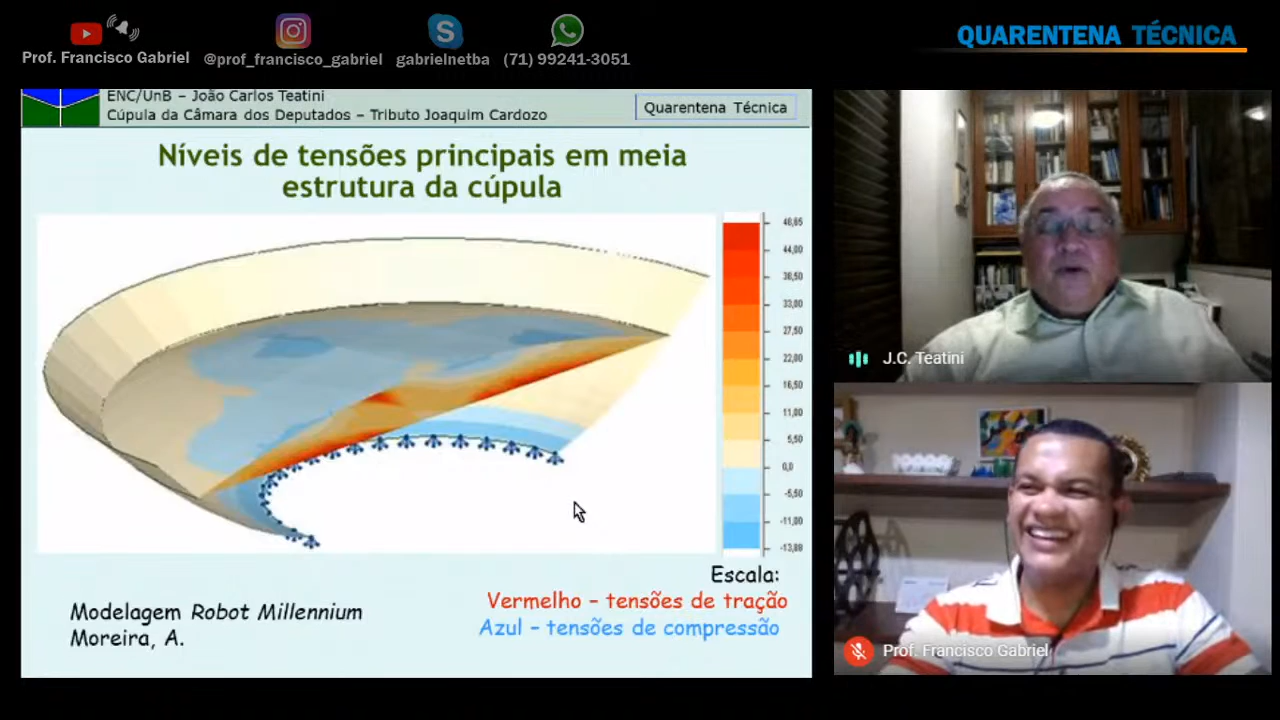 QUARENTENA TÉCNICA
Prof. Francisco Gabriel
@prof_francisco_gabriel
gabrielnetba
(71) 99241-3051
ENC/UnB – João Carlos Teatini
Cúpula da Câmara dos Deputados – Tributo Joaquim Cardozo
Quarentena Técnica
Níveis de tensões principais em meia
estrutura da cúpula
48,65
44,00
38,50
33,00
27,50
22,00
16,50
11,00
5,50
0,0
-5,50
-11,00
-13,88
Escala:
Vermelho – tensões de tração
Azul – tensões de compressão
Modelagem Robot Millennium
Moreira, A.
J.C. Teatini
Prof. Francisco Gabriel